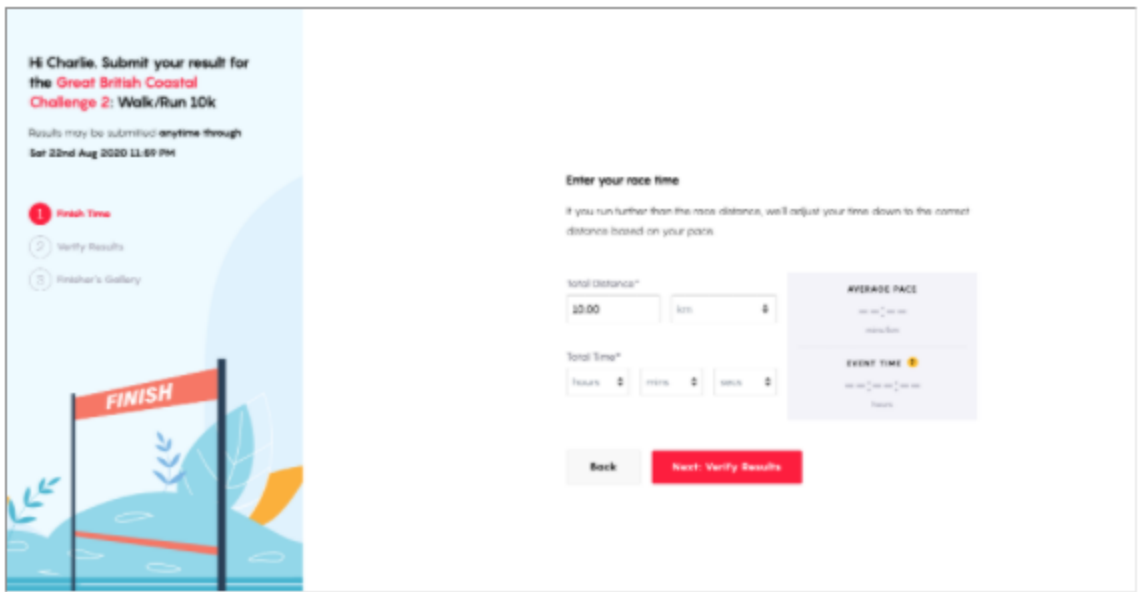 Hi Charlie. Submit your result for
the Great British Coastal
Challenge 2: Walk/Run 10k
Results may be submitted anytime through
Sat 22nd Aug 2020 11:59 PM
1 Finish Time
2 Verify Results
3 Finisher's Gallery
FINISH
Enter your race time
If you run further than the race distance, we'll adjust your time down to the correct
distance based on your pace
Total Distance*
10.00 km
Total Time*
hours mins secs
AVERAGE PACE
--:--
mins/km
EVENT TIME ?
--:--:--
hours
Back Next: Verify Results